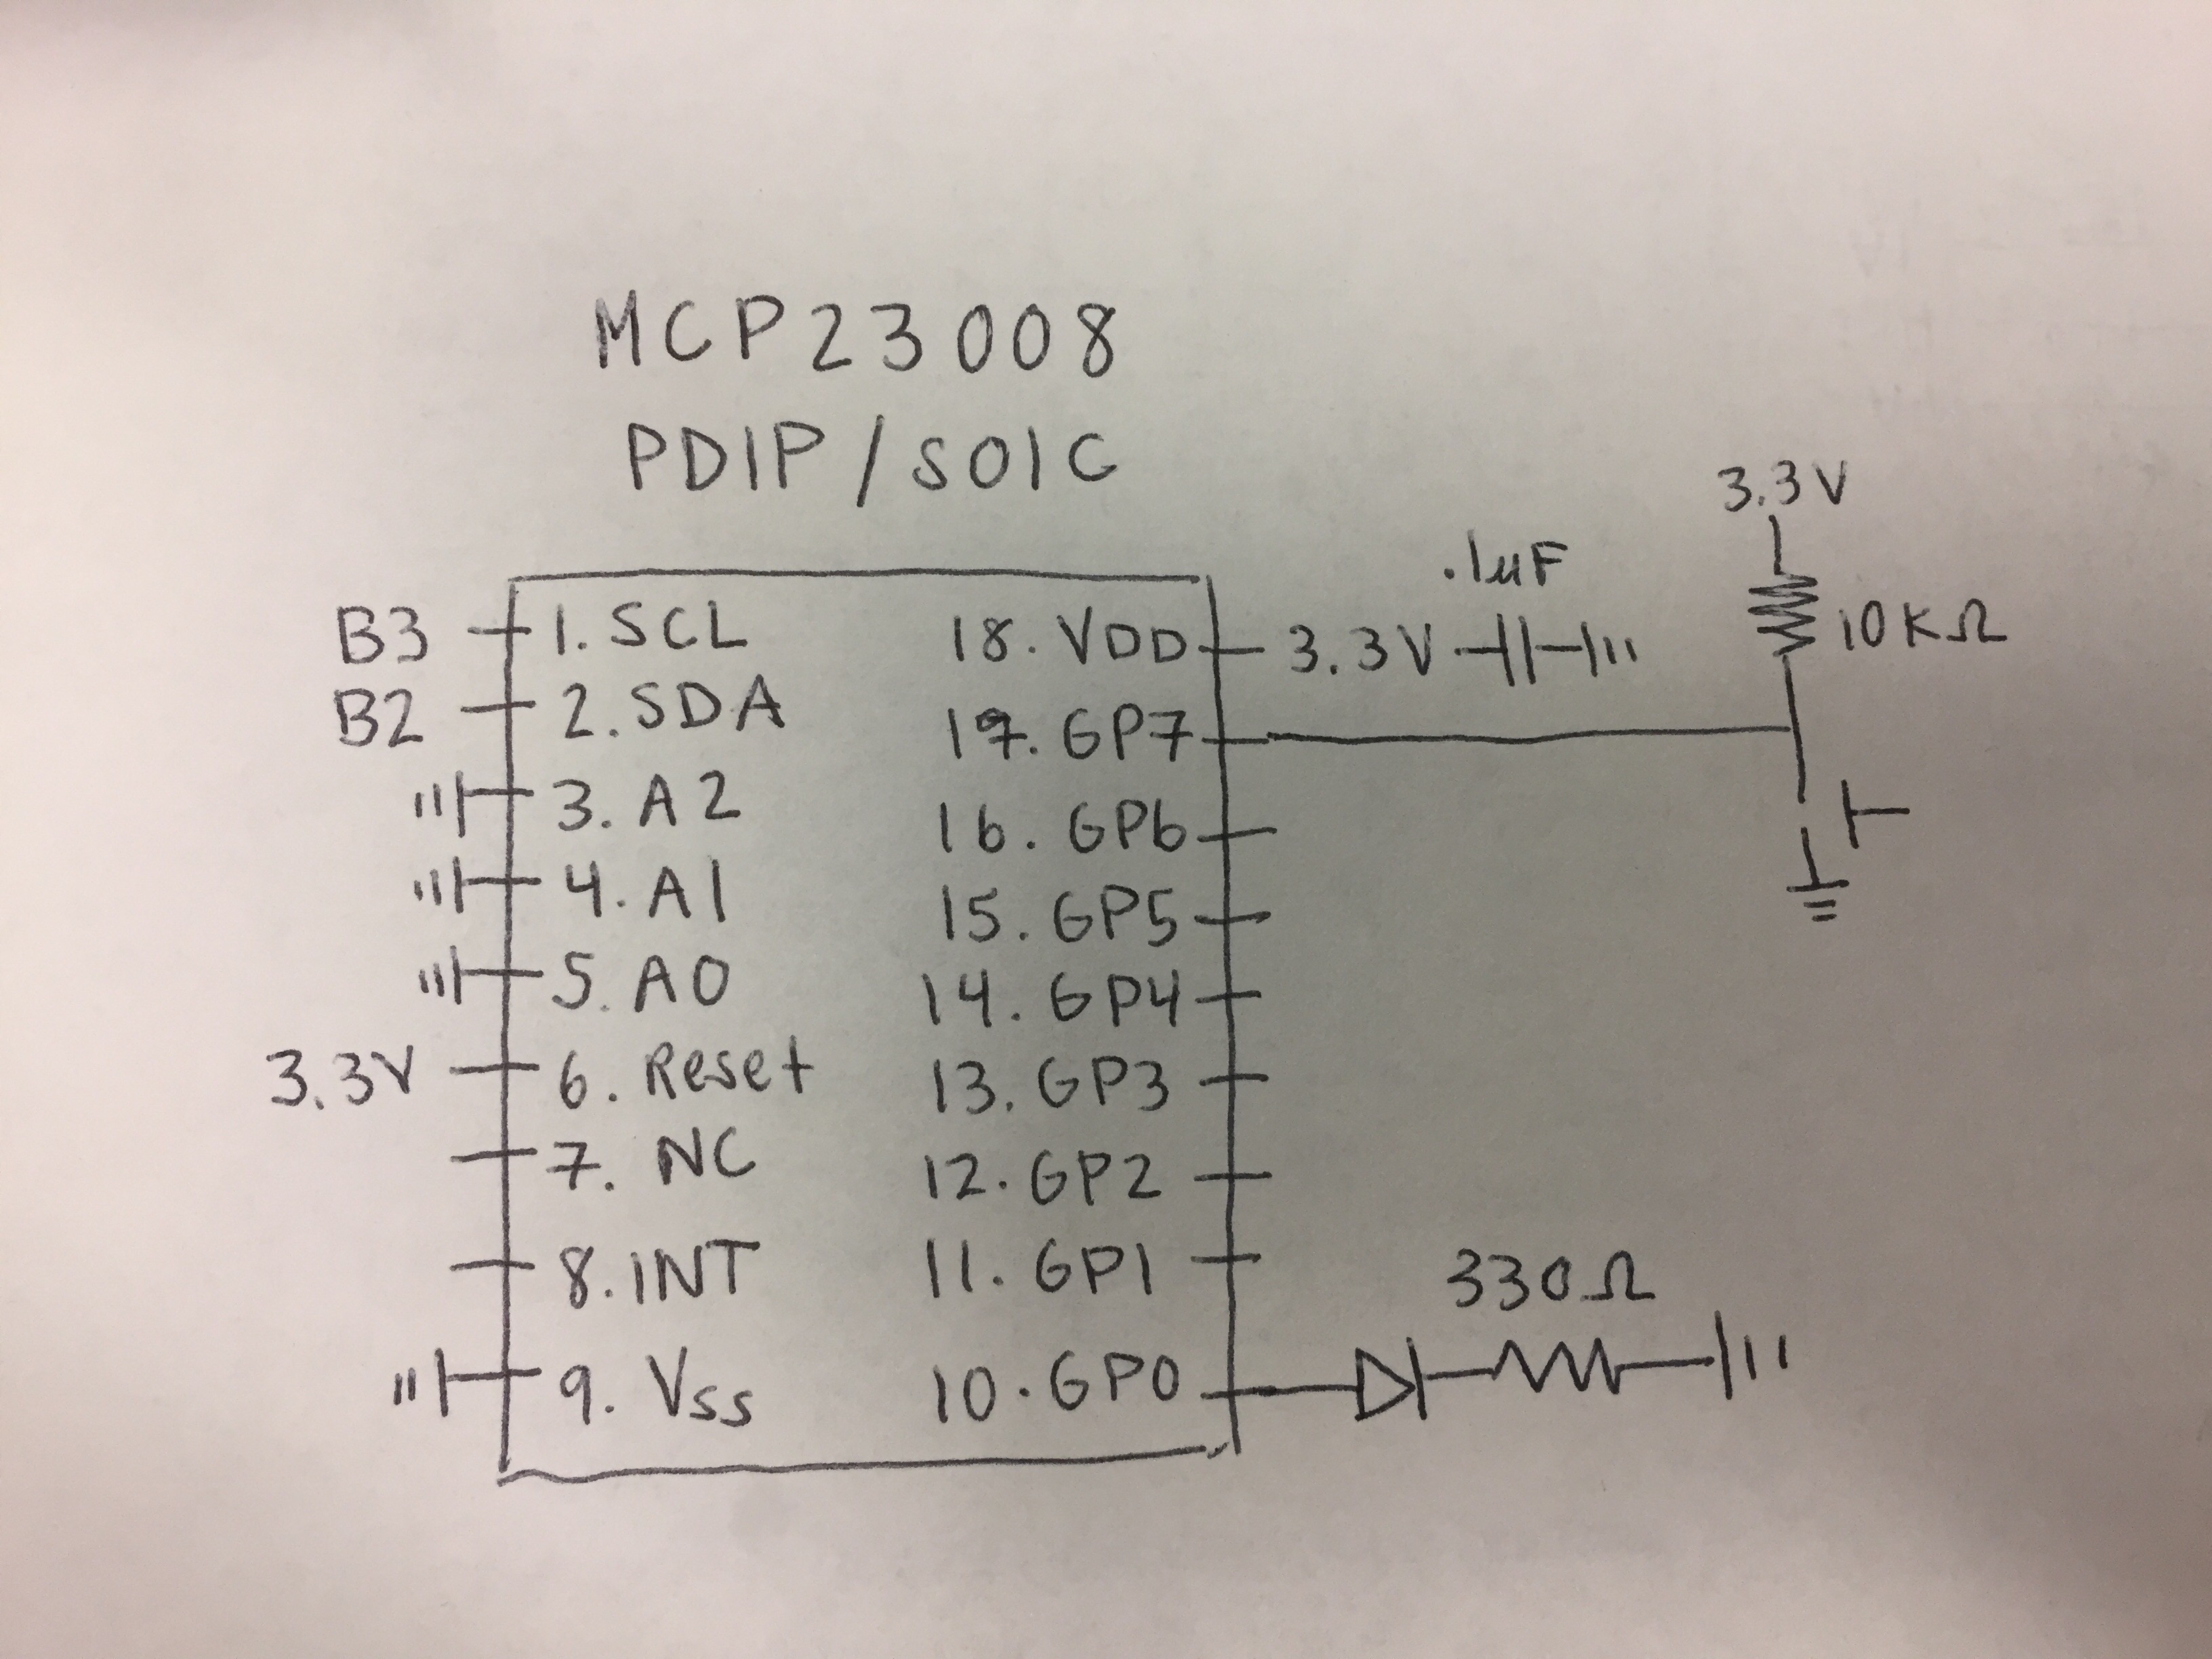 MCP23008
PDIP/SOIC
3.3V
.1uF
10KΩ
B3 1. SCL 18. VDD 3.3V
B2 2. SDA 17. GP7
3. A2 16. GP6
4. A1 15. GP5
5. A0 14. GP4
3.3V 6. Reset 13. GP3
7. NC 12. GP2
8. INT 11. GP1
330Ω
9. Vss 10. GP0